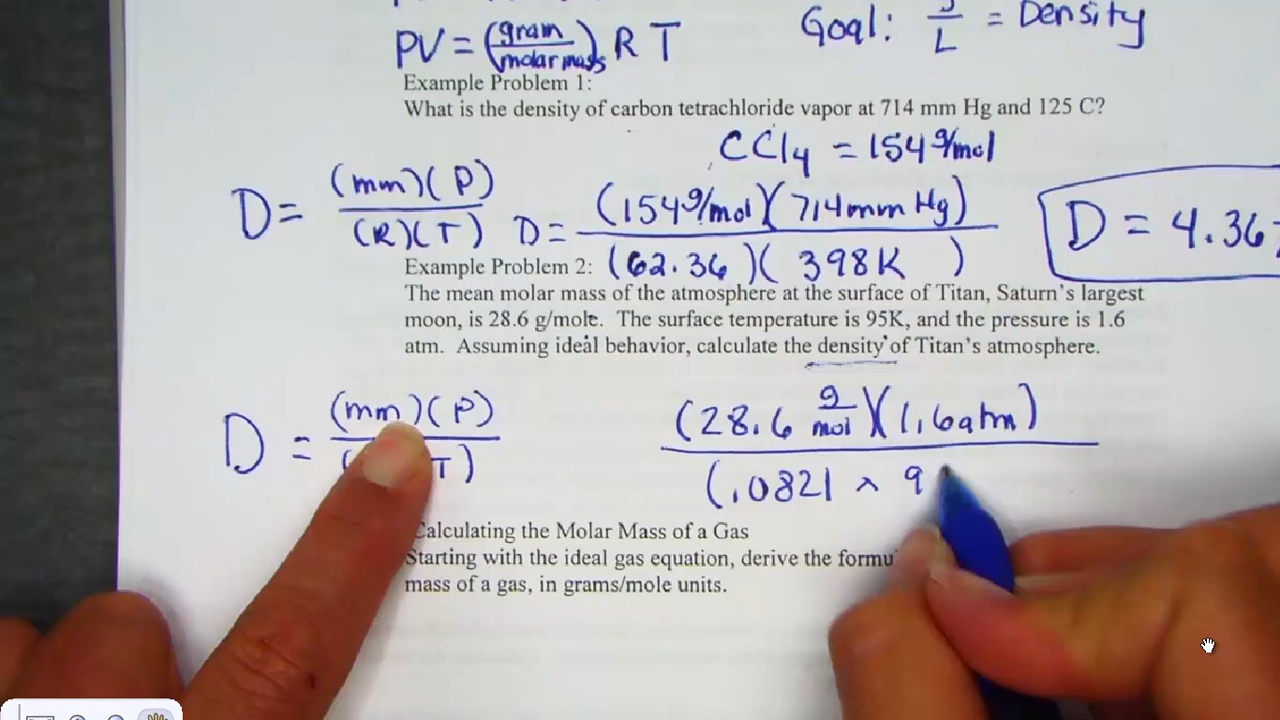 Goal: g/L = Density
PV = (gram/molar mass) R T
Example Problem 1:
What is the density of carbon tetrachloride vapor at 714 mm Hg and 125 C?
CCl4 = 154 g/mol
D = (mm)(P)/(R)(T) D = (154 g/mol)(714 mm Hg)/(62.36)(398K) D = 4.36
Example Problem 2:
The mean molar mass of the atmosphere at the surface of Titan, Saturn's largest
moon, is 28.6 g/mole. The surface temperature is 95K, and the pressure is 1.6
atm. Assuming ideal behavior, calculate the density of Titan's atmosphere.
D = (mm)(P)/( T) (28.6 g/mol)(1.6 atm)/(.0821 × 9
Calculating the Molar Mass of a Gas
Starting with the ideal gas equation, derive the
mass of a gas, in grams/mole units.